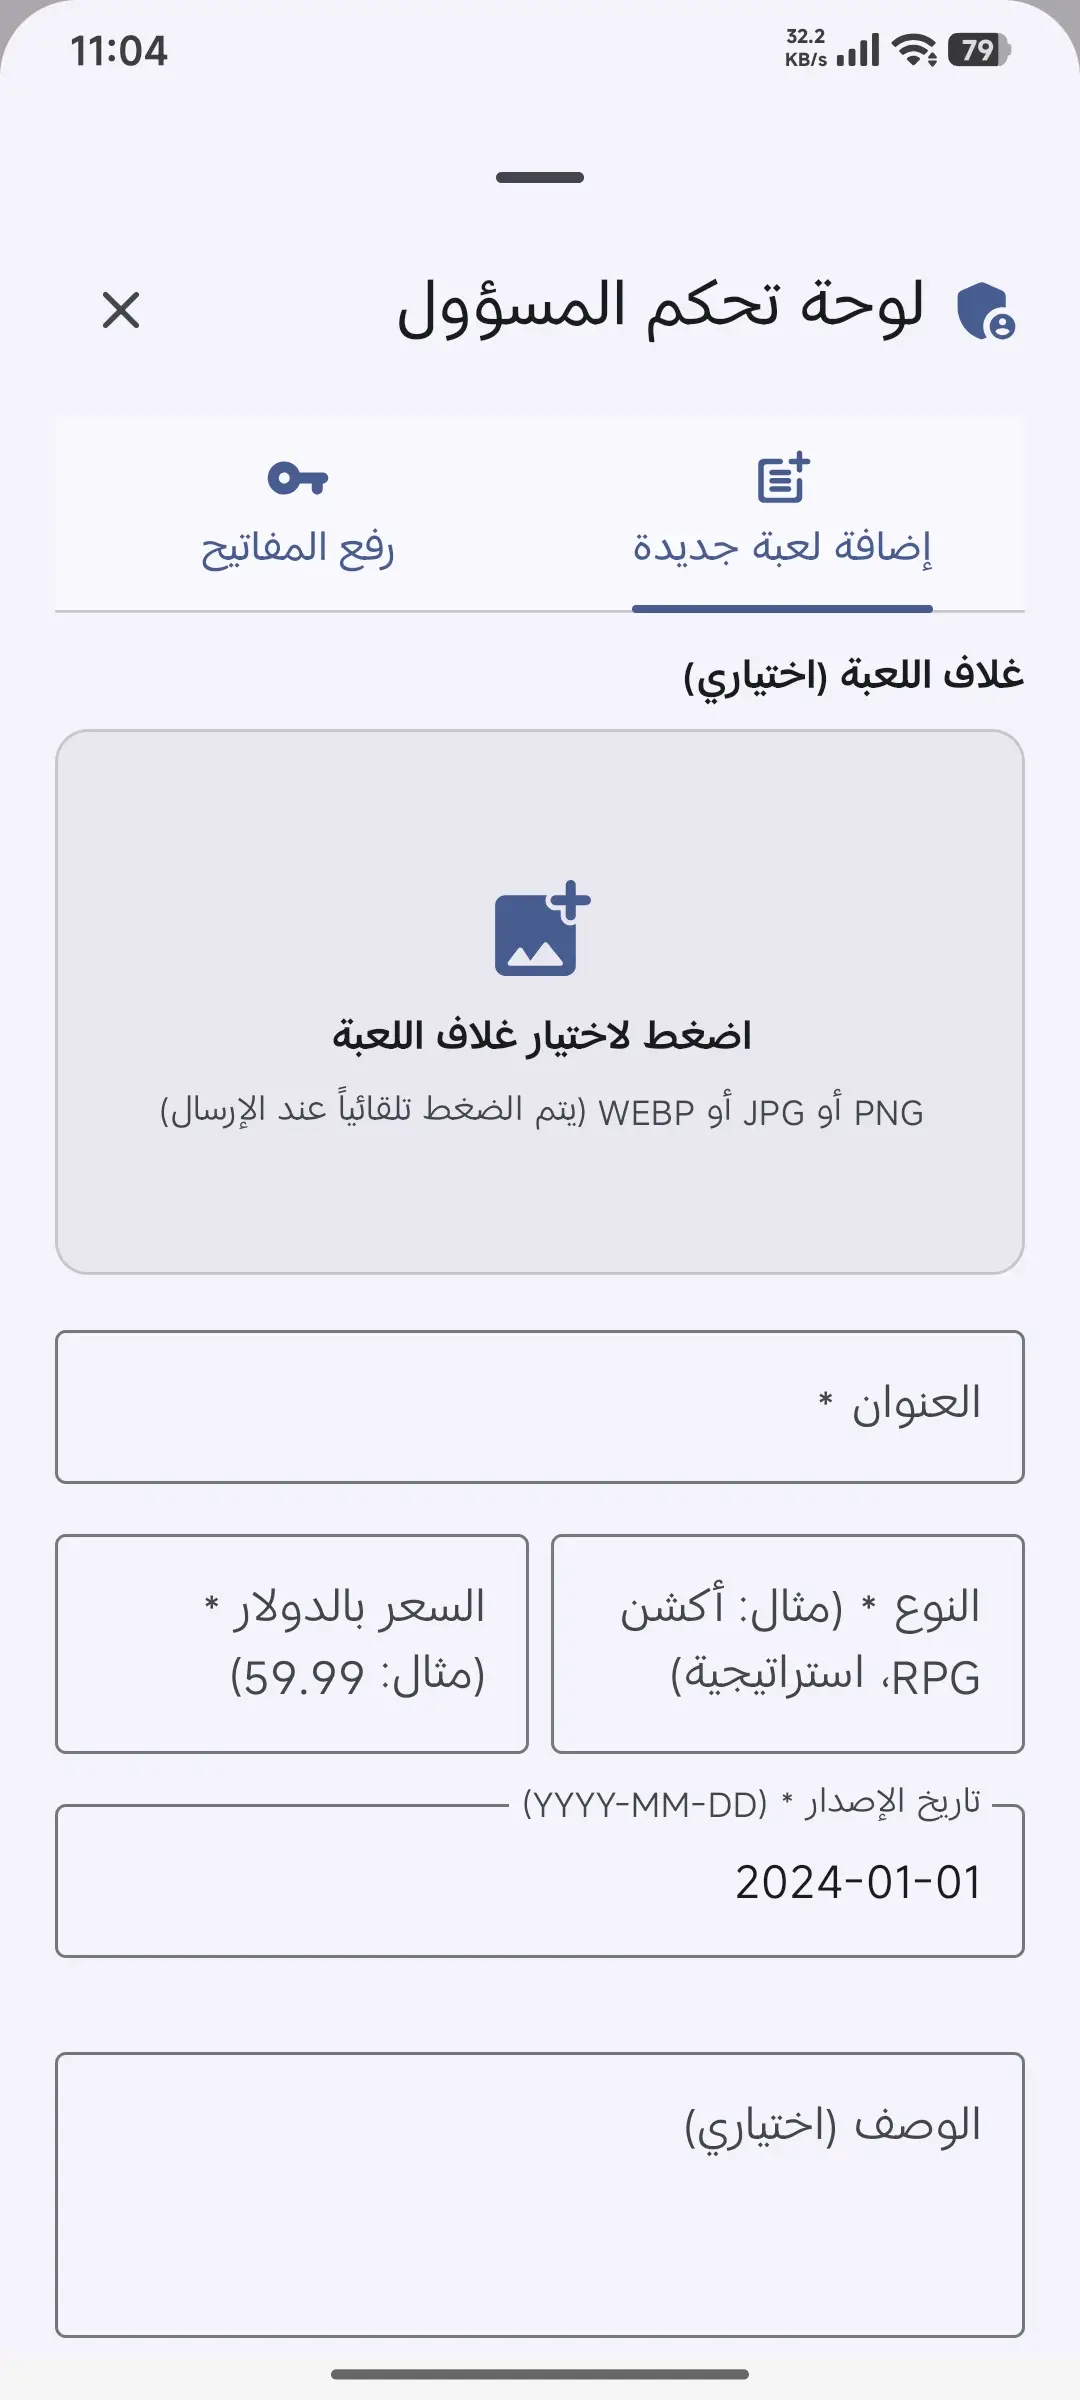 11:04
32.2
KB/s
79
لوحة تحكم المسؤول
إضافة لعبة جديدة
رفع المفاتيح
غلاف اللعبة (اختياري)
اضغط لاختيار غلاف اللعبة
PNG أو JPG أو WEBP (يتم الضغط تلقائياً عند الإرسال)
العنوان *
النوع * (مثال: أكشن
RPG، استراتيجية)
السعر بالدولار *
(مثال: 59.99)
تاريخ الإصدار * (YYYY-MM-DD)
2024-01-01
الوصف (اختياري)